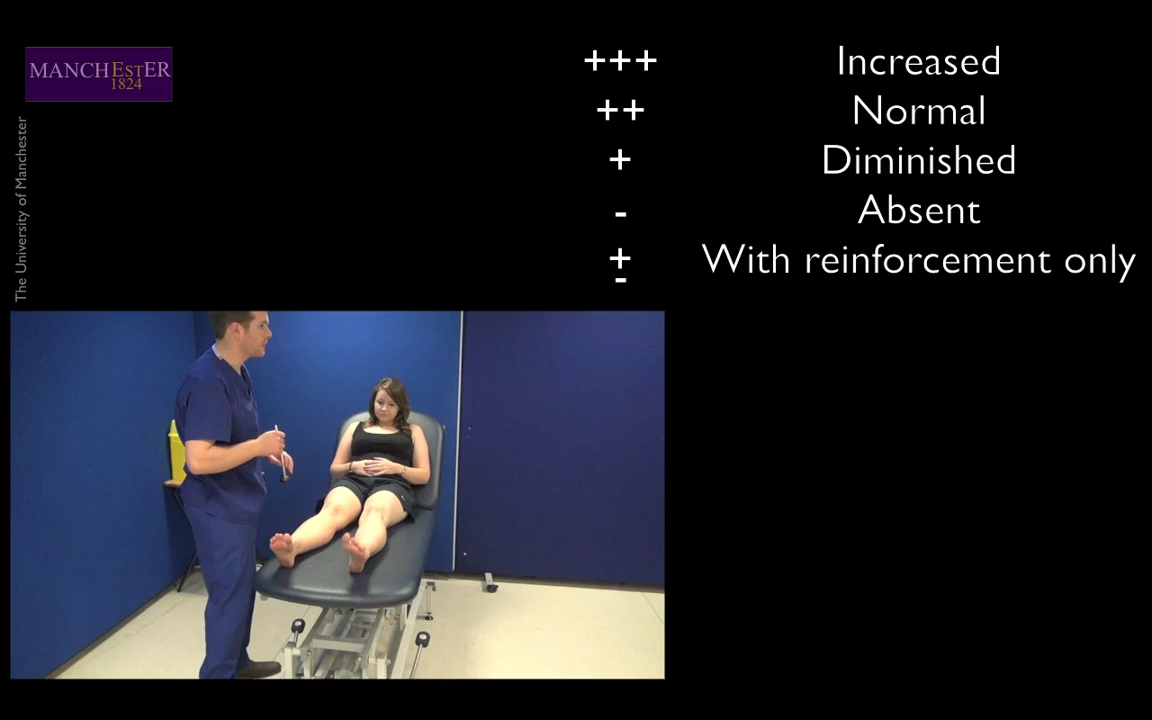 MANCHEstER
1824
The University of Manchester
+++ Increased
++ Normal
+ Diminished
- Absent
+
- With reinforcement only